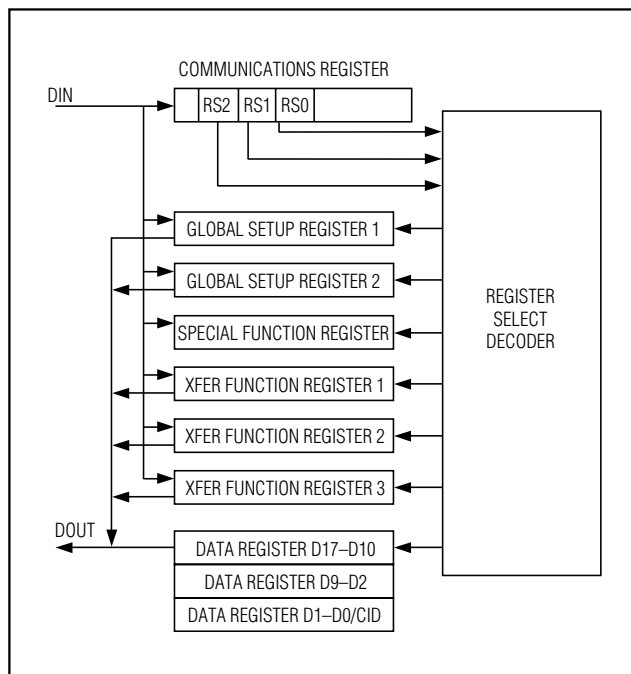 COMMUNICATIONS REGISTER
DIN
RS2 RS1 RS0
GLOBAL SETUP REGISTER 1
GLOBAL SETUP REGISTER 2
SPECIAL FUNCTION REGISTER
XFER FUNCTION REGISTER 1
XFER FUNCTION REGISTER 2
XFER FUNCTION REGISTER 3
REGISTER
SELECT
DECODER
DOUT
DATA REGISTER D17–D10
DATA REGISTER D9–D2
DATA REGISTER D1–D0/CID